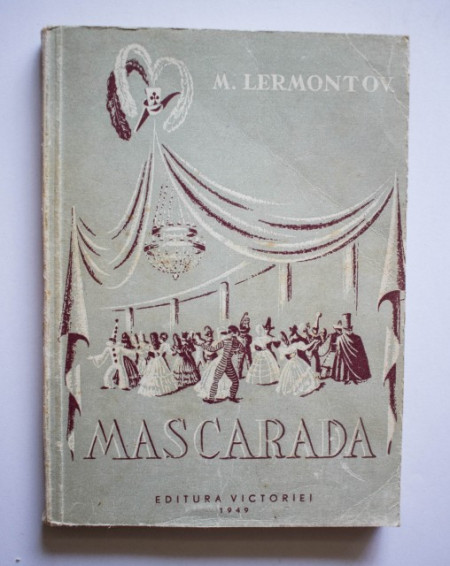 M. LERMONTOV
MASCARADA
EDITURA VICTORIEI
1949